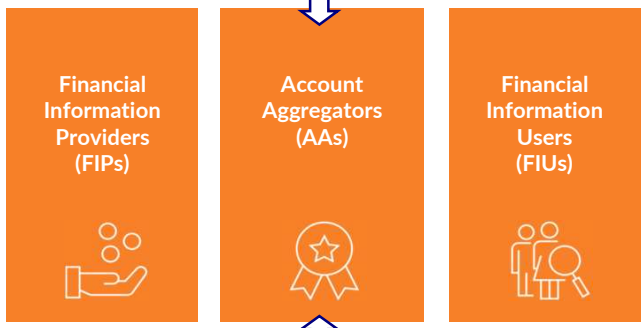 Financial
Information
Providers
(FIPs)
Account
Aggregators
(AAs)
Financial
Information
Users
(FIUs)